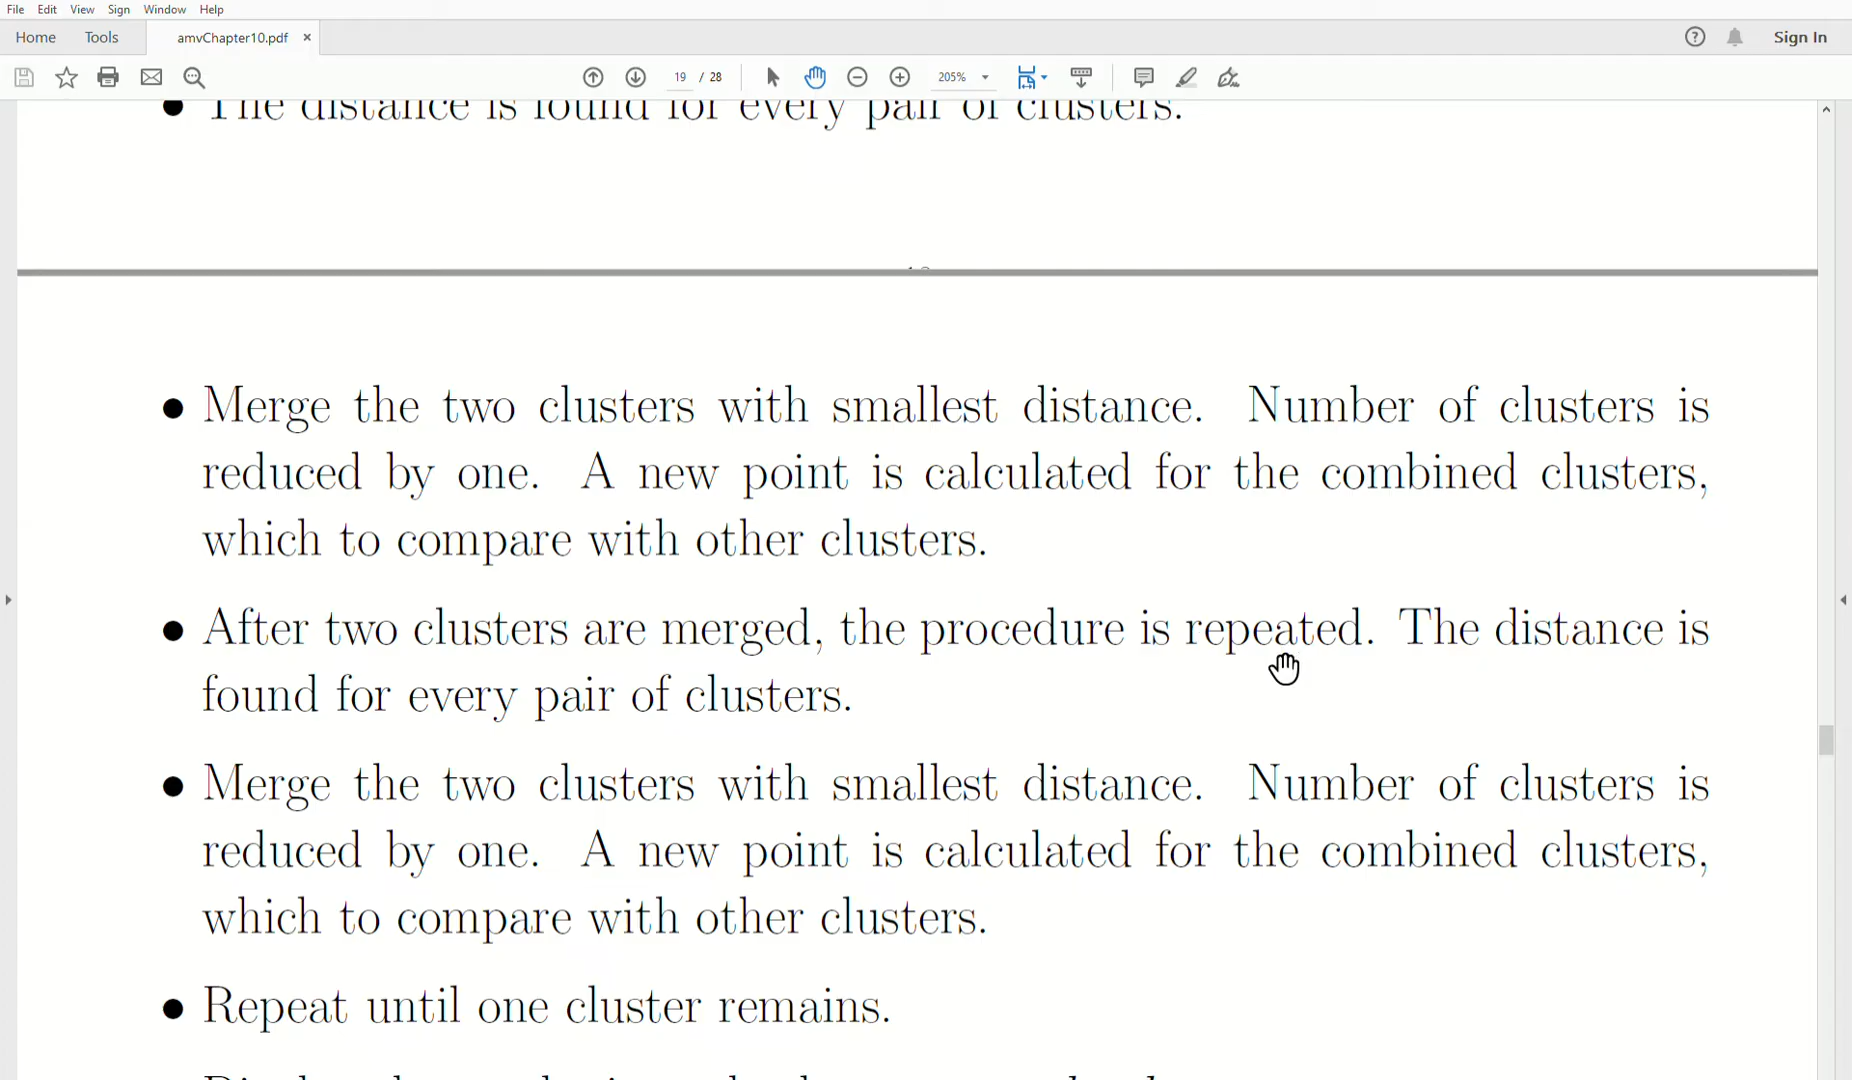 File Edit View Sign Window Help
Home Tools amvChapter10.pdf × Sign In
19 / 28 205%
• The distance is found for every pair of clusters.
• Merge the two clusters with smallest distance. Number of clusters is
reduced by one. A new point is calculated for the combined clusters,
which to compare with other clusters.
• After two clusters are merged, the procedure is repeated. The distance is
found for every pair of clusters.
• Merge the two clusters with smallest distance. Number of clusters is
reduced by one. A new point is calculated for the combined clusters,
which to compare with other clusters.
• Repeat until one cluster remains.